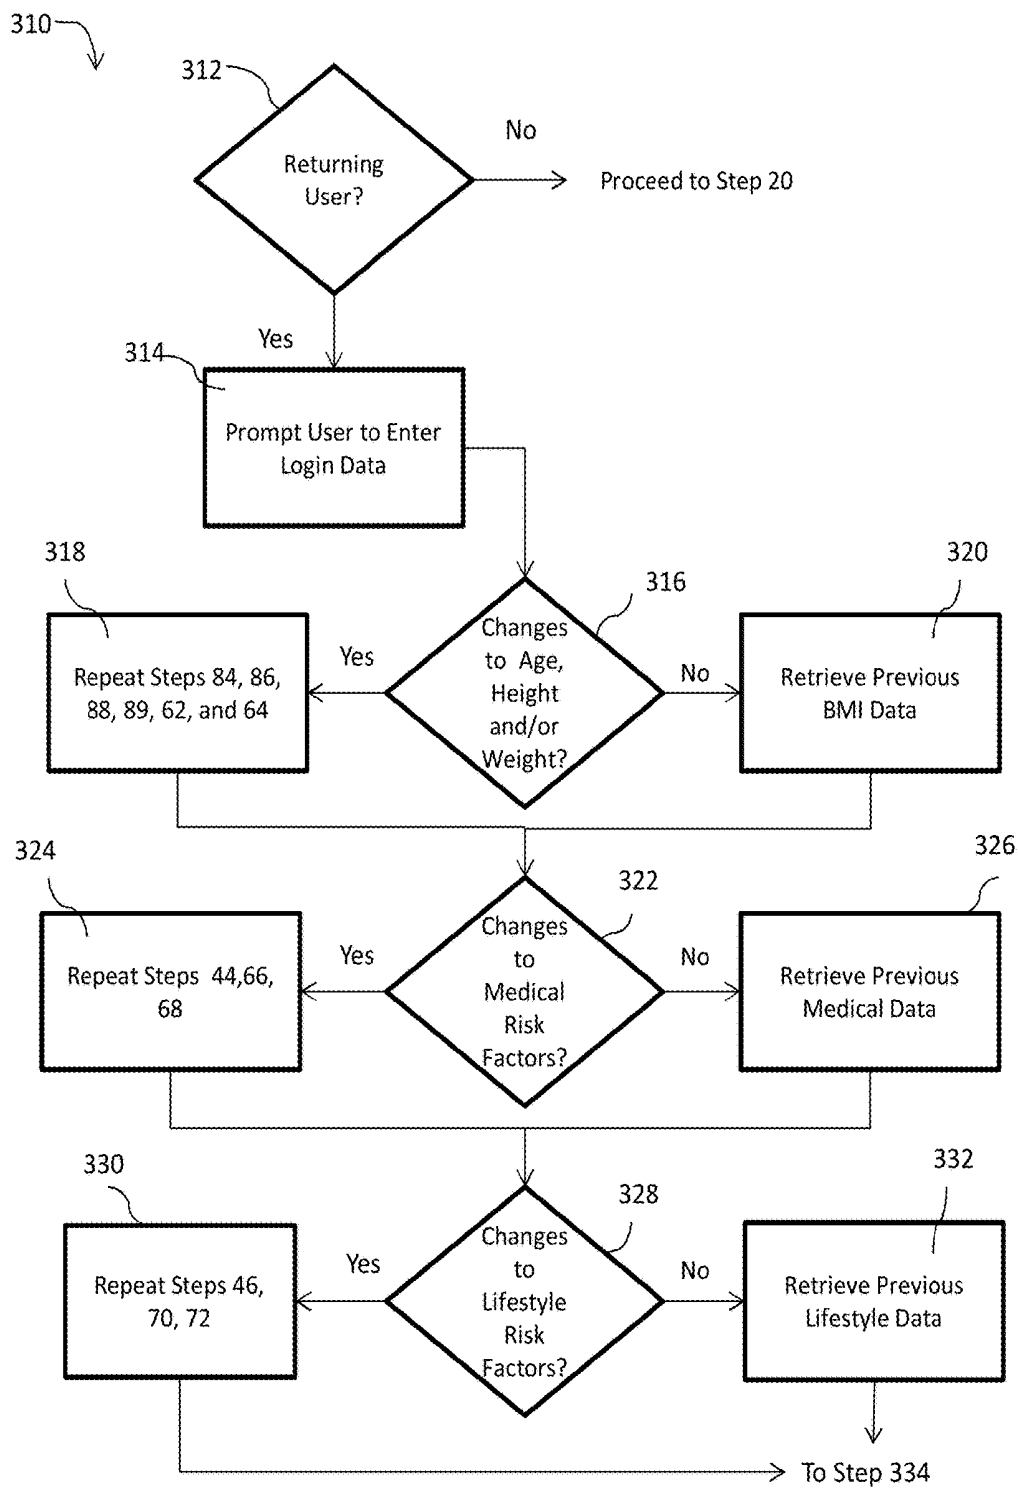 310
312
Returning
User?
No
Proceed to Step 20
Yes
314
Prompt User to Enter
Login Data
318
Repeat Steps 84, 86,
88, 89, 62, and 64
Yes
316
Changes
to Age,
Height
and/or
Weight?
No
320
Retrieve Previous
BMI Data
324
Repeat Steps 44,66,
68
Yes
322
Changes
to
Medical
Risk
Factors?
No
326
Retrieve Previous
Medical Data
330
Repeat Steps 46,
70, 72
Yes
328
Changes
to
Lifestyle
Risk
Factors?
No
332
Retrieve Previous
Lifestyle Data
To Step 334